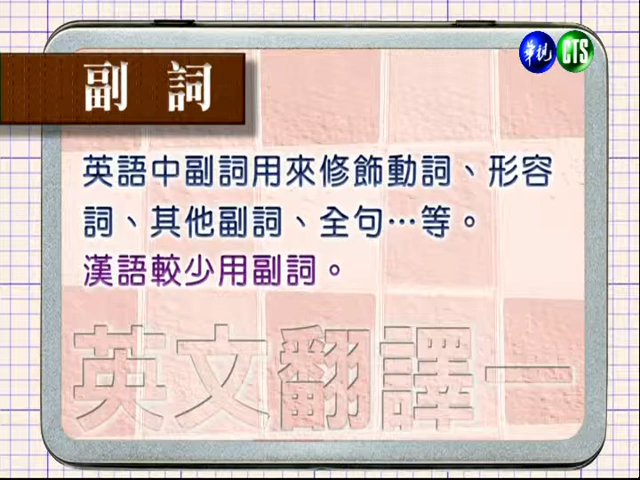 華視 CTS
副 詞
英語中副詞用來修飾動詞、形容
詞、其他副詞、全句…等。
漢語較少用副詞。
英文翻譯一